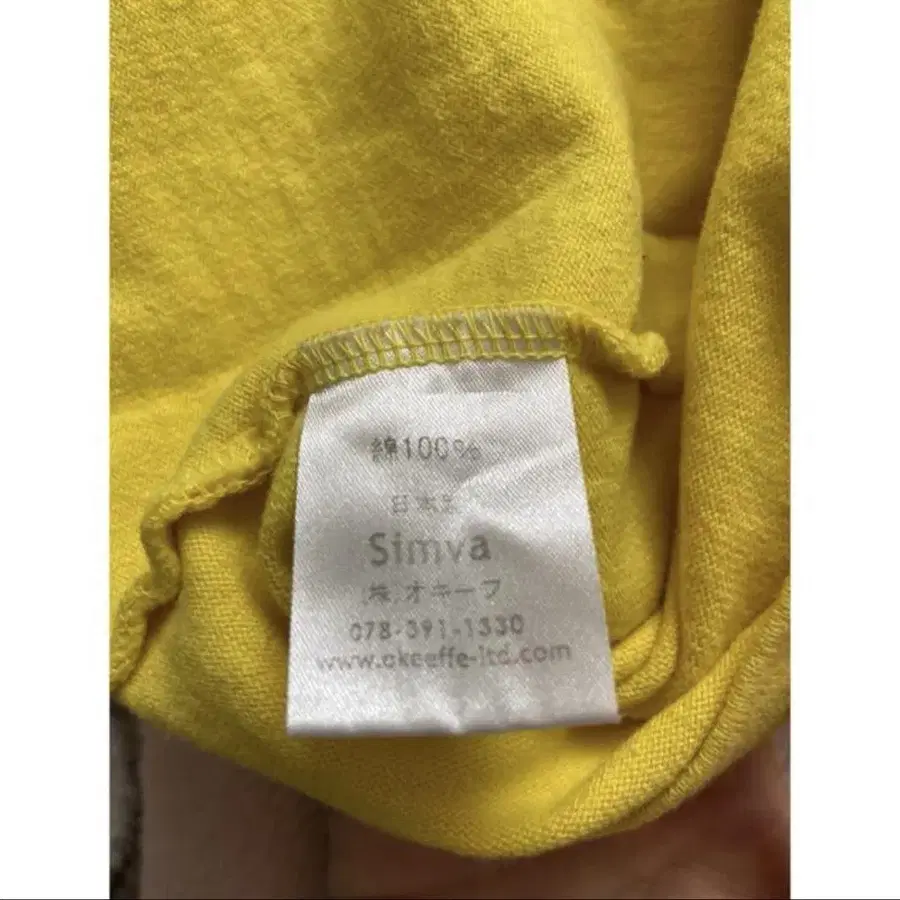 綿100%
日本製
Simva
(株)オキーフ
078-391-1330
www.okeeffe-ltd.com